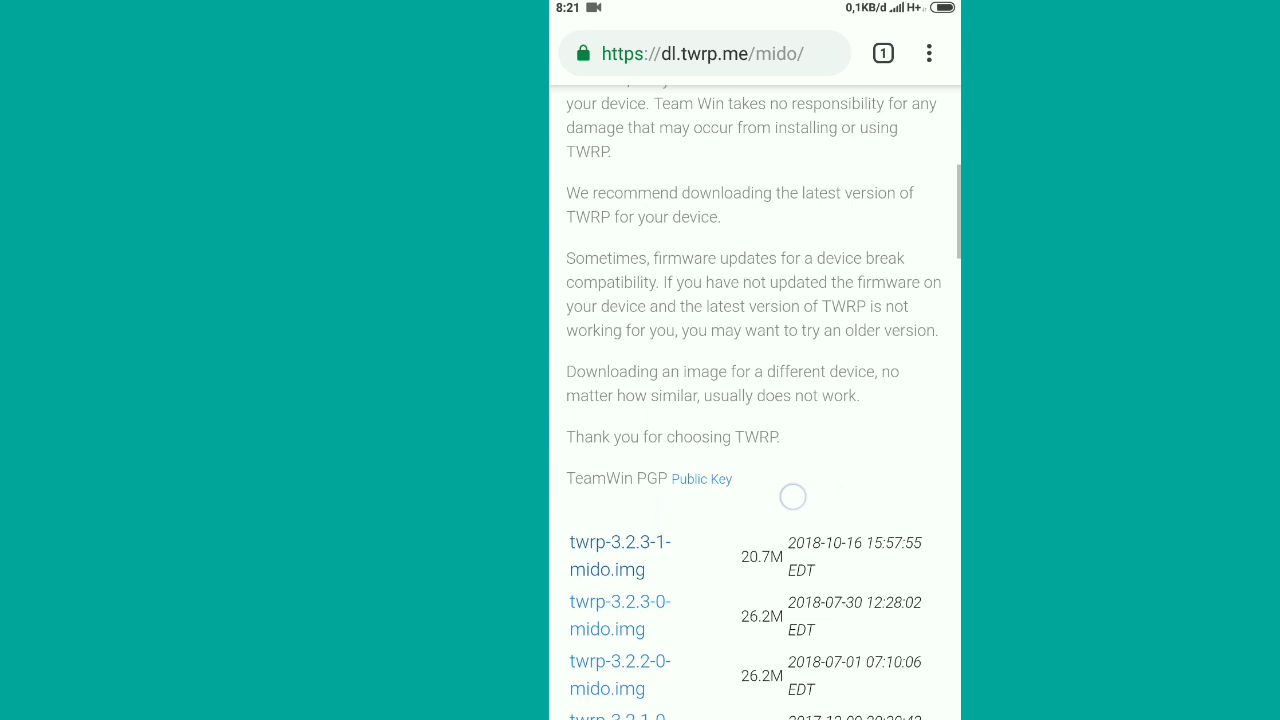 8:21
0,1KB/d H+
https://dl.twrp.me/mido/
1
your device. Team Win takes no responsibility for any
damage that may occur from installing or using
TWRP.
We recommend downloading the latest version of
TWRP for your device.
Sometimes, firmware updates for a device break
compatibility. If you have not updated the firmware on
your device and the latest version of TWRP is not
working for you, you may want to try an older version.
Downloading an image for a different device, no
matter how similar, usually does not work.
Thank you for choosing TWRP.
TeamWin PGP Public Key
twrp-3.2.3-1-
mido.img
20.7M
2018-10-16 15:57:55
EDT
twrp-3.2.3-0-
mido.img
26.2M
2018-07-30 12:28:02
EDT
twrp-3.2.2-0-
mido.img
26.2M
2018-07-01 07:10:06
EDT